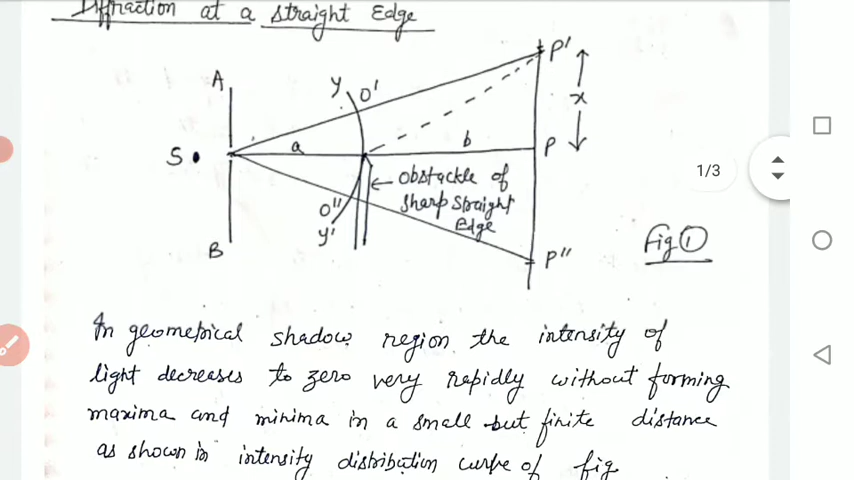 Diffraction at a straight Edge
A
y
O'
P'
x
S
a
b
P
← Obstackle of
sharp straight
Edge
O"
y'
B
P"
Fig ①
1/3
In geometrical shadow region the intensity of
light decreases to zero very rapidly without forming
maxima and minima in a small but finite distance
as shown in intensity distribution curve of fig